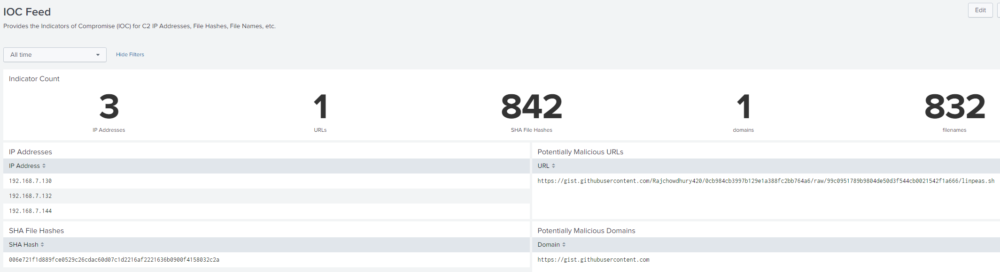 IOC Feed
Edit
Provides the Indicators of Compromise (IOC) for C2 IP Addresses, File Hashes, File Names, etc.
All time
Hide Filters
Indicator Count
3
1
842
1
832
IP Addresses
URLs
SHA File Hashes
domains
filenames
IP Addresses
IP Address
192.168.7.130
192.168.7.132
192.168.7.144
Potentially Malicious URLs
URL
https://gist.githubusercontent.com/Rajchowdhury420/0cb984cb3997b129e1a388fc2bb764a6/raw/99c0951789b9804de50d3f544cb0021542f1a666/linpeas.sh
SHA File Hashes
SHA Hash
006e721f1d889fce0529c26cdac60d07c1d2216af2221636b0900f4158032c2a
Potentially Malicious Domains
Domain
https://gist.githubusercontent.com